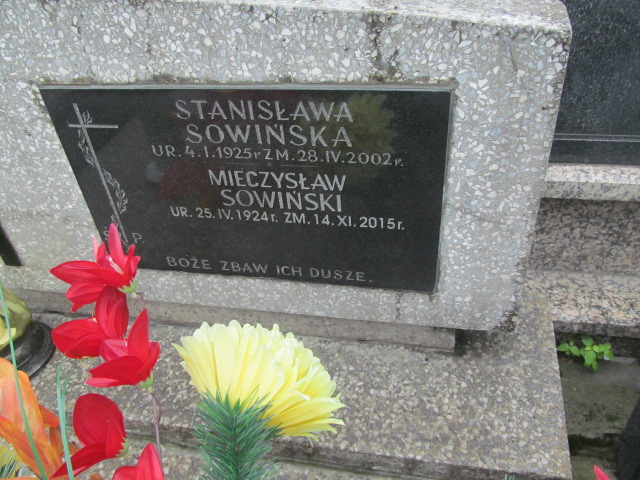 STANISŁAWA
SOWIŃSKA
UR. 4.I.1925r ZM. 28.IV.2002r.
MIECZYSŁAW
SOWIŃSKI
UR. 25.IV.1924r. ZM. 14.XI.2015r.
Ś. P.
BOŻE ZBAW ICH DUSZE.